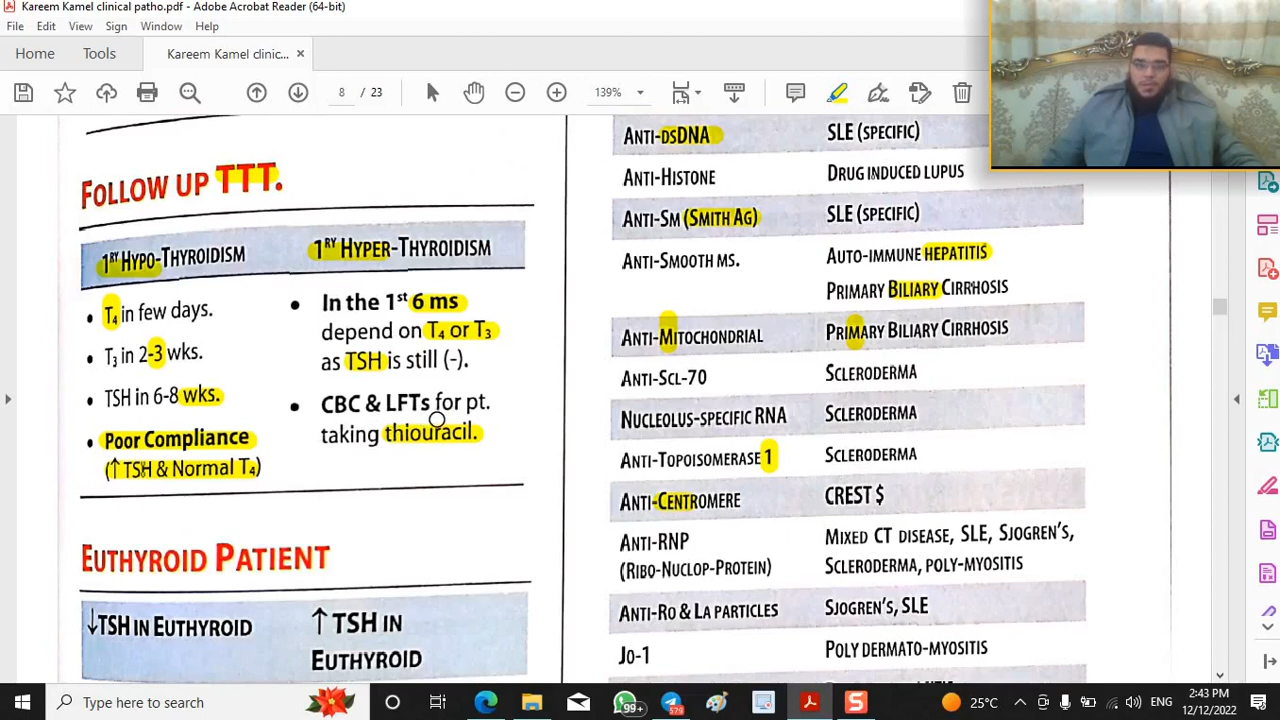 Kareem Kamel clinical patho.pdf - Adobe Acrobat Reader (64-bit)
File Edit View Sign Window Help
Home Tools Kareem Kamel clinic... ×
8 / 23 139%
FOLLOW UP TTT.
1RY HYPO-THYROIDISM 1RY HYPER-THYROIDISM
• T4 in few days.
• T3 in 2-3 wks.
• TSH in 6-8 wks.
• Poor Compliance
(↑TSH & Normal T4)
• In the 1st 6 ms
depend on T4 or T3
as TSH is still (-).
• CBC & LFTs for pt.
taking thiouracil.
EUTHYROID PATIENT
↓TSH IN EUTHYROID ↑ TSH IN
EUTHYROID
ANTI-DSDNA SLE (SPECIFIC)
ANTI-HISTONE DRUG INDUCED LUPUS
ANTI-SM (SMITH AG) SLE (SPECIFIC)
ANTI-SMOOTH MS. AUTO-IMMUNE HEPATITIS
PRIMARY BILIARY CIRRHOSIS
ANTI-MITOCHONDRIAL PRIMARY BILIARY CIRRHOSIS
ANTI-SCL-70 SCLERODERMA
NUCLEOLUS-SPECIFIC RNA SCLERODERMA
ANTI-TOPOISOMERASE 1 SCLERODERMA
ANTI-CENTROMERE CREST $
ANTI-RNP MIXED CT DISEASE, SLE, SJOGREN'S,
(RIBO-NUCLOP-PROTEIN) SCLERODERMA, POLY-MYOSITIS
ANTI-RO & LA PARTICLES SJOGREN'S, SLE
JO-1 POLY DERMATO-MYOSITIS
Type here to search
99+
579
25°C ENG 2:43 PM
12/12/2022